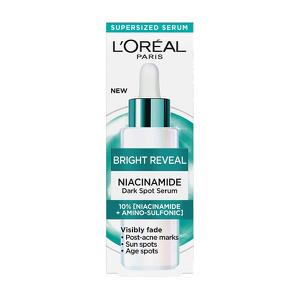 SUPERSIZED SERUM
L'ORÉAL
PARIS
NEW
BRIGHT REVEAL
NIACINAMIDE
Dark Spot Serum
10% [NIACINAMIDE
+ AMINO-SULFONIC]
Visibly fade
• Post-acne marks
• Sun spots
• Age spots